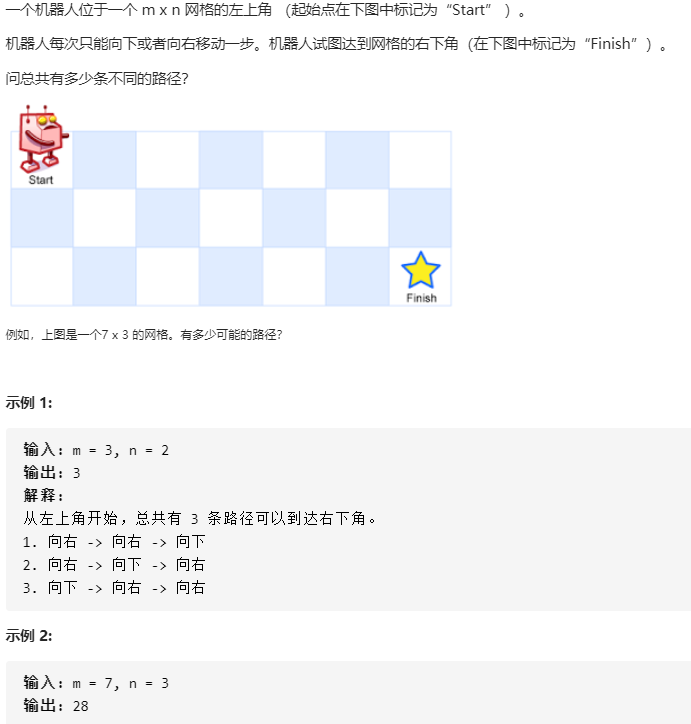 一个机器人位于一个 m x n 网格的左上角 （起始点在下图中标记为“Start” ）。
机器人每次只能向下或者向右移动一步。机器人试图达到网格的右下角（在下图中标记为“Finish”）。
问总共有多少条不同的路径？
Start
Finish
例如，上图是一个7 x 3 的网格。有多少可能的路径？
示例 1:
输入: m = 3, n = 2
输出: 3
解释:
从左上角开始，总共有 3 条路径可以到达右下角。
1. 向右 -> 向右 -> 向下
2. 向右 -> 向下 -> 向右
3. 向下 -> 向右 -> 向右
示例 2:
输入: m = 7, n = 3
输出: 28